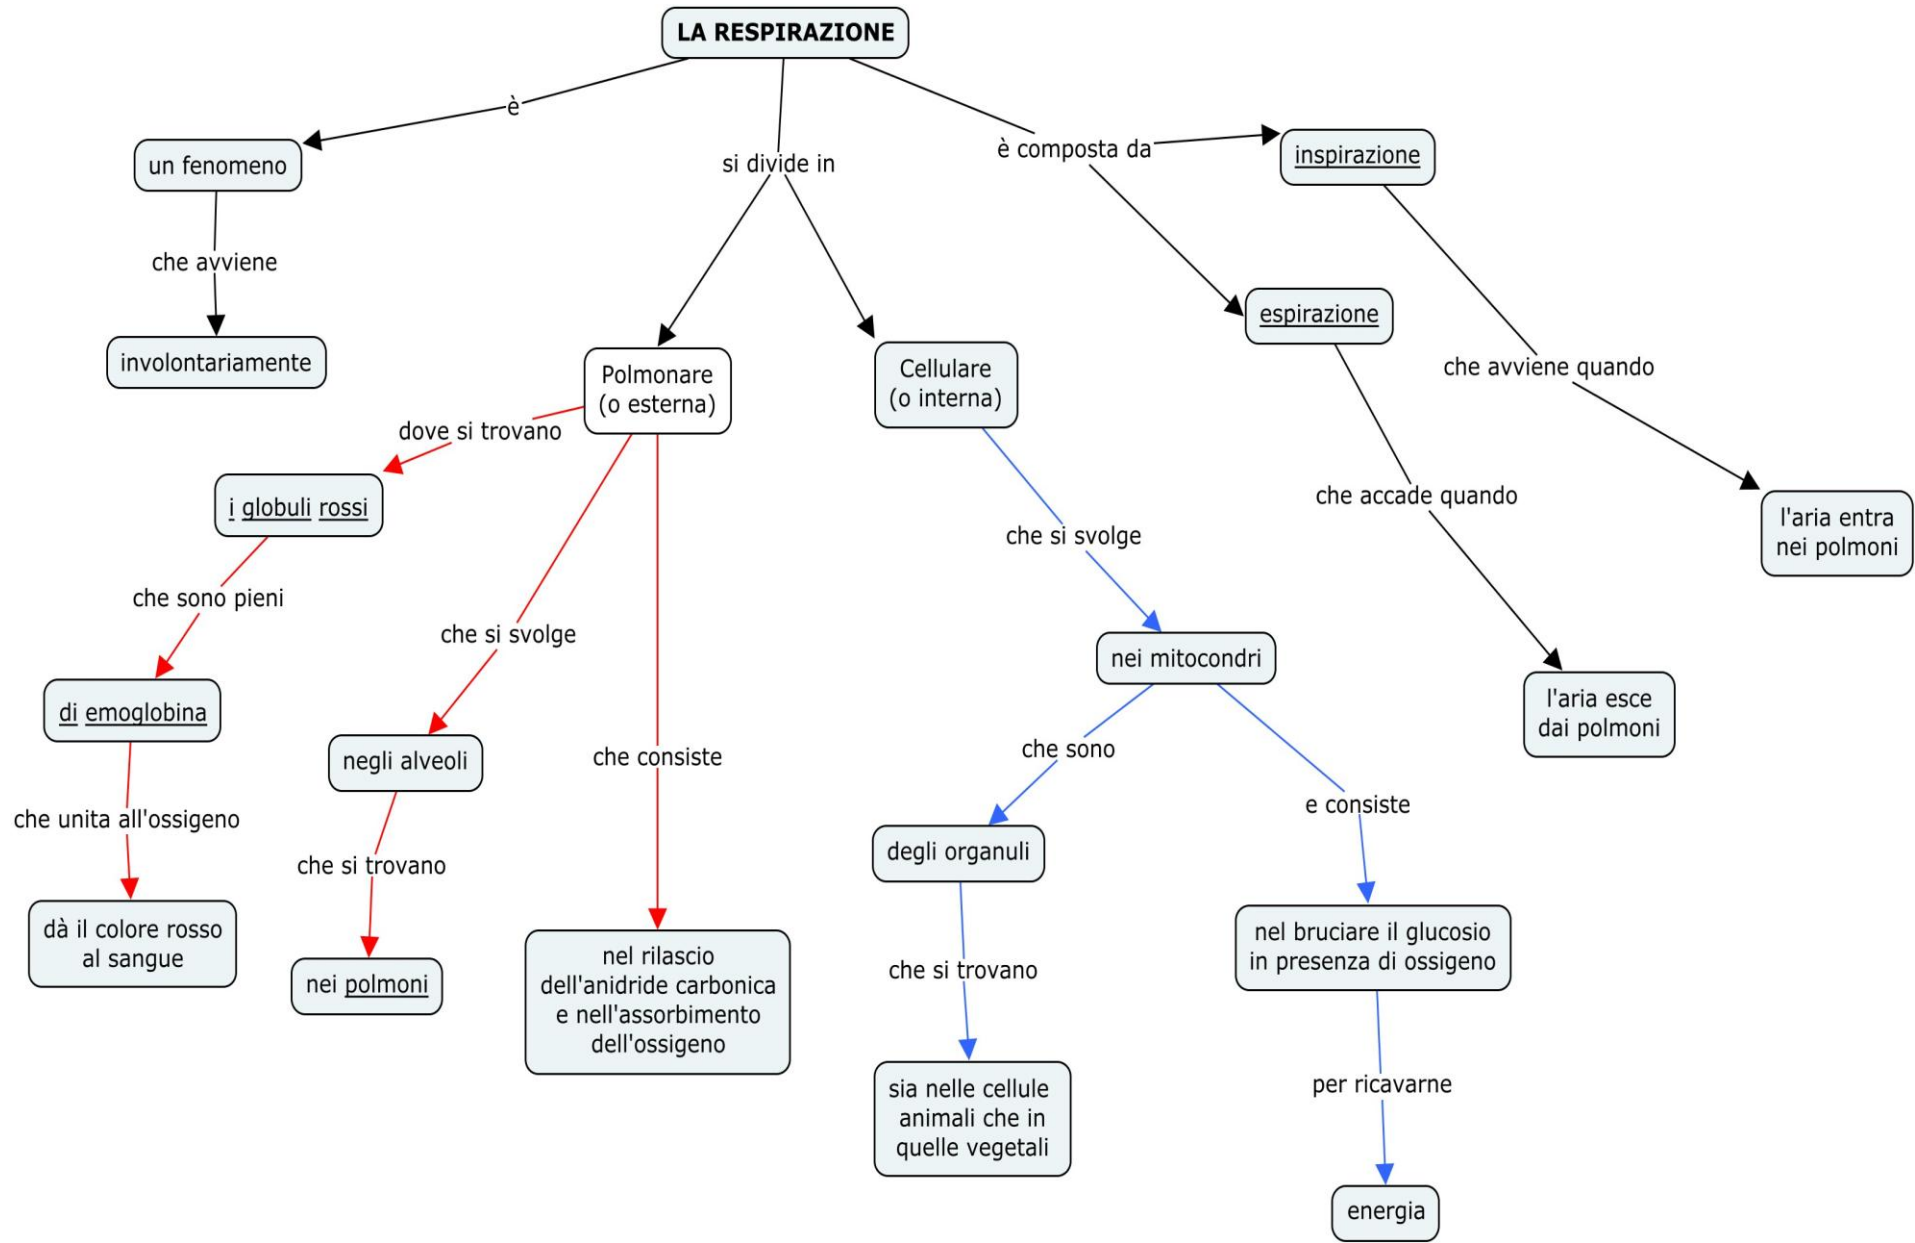 LA RESPIRAZIONE
è
un fenomeno
che avviene
involontariamente
si divide in
Polmonare
(o esterna)
dove si trovano
i globuli rossi
che sono pieni
di emoglobina
che unita all'ossigeno
dà il colore rosso
al sangue
che si svolge
negli alveoli
che si trovano
nei polmoni
che consiste
nel rilascio
dell'anidride carbonica
e nell'assorbimento
dell'ossigeno
Cellulare
(o interna)
che si svolge
nei mitocondri
che sono
degli organuli
che si trovano
sia nelle cellule
animali che in
quelle vegetali
e consiste
nel bruciare il glucosio
in presenza di ossigeno
per ricavarne
energia
è composta da
inspirazione
che avviene quando
l'aria entra
nei polmoni
espirazione
che accade quando
l'aria esce
dai polmoni